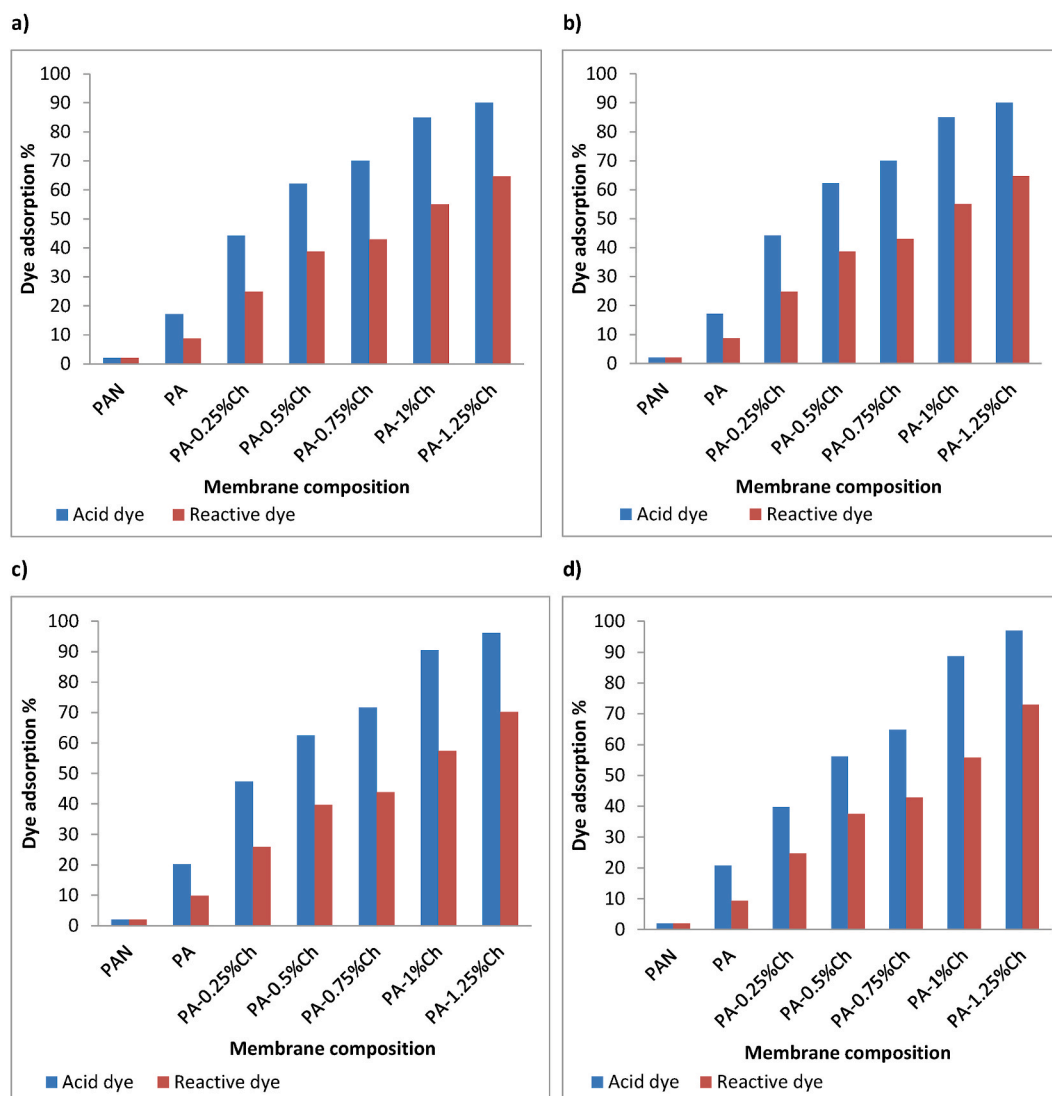 a)
100
90
80
70
60
50
40
30
20
10
0
Dye adsorption %
PAN
PA
PA-0.25%Ch
PA-0.5%Ch
PA-0.75%Ch
PA-1%Ch
PA-1.25%Ch
Membrane composition
Acid dye Reactive dye
b)
100
90
80
70
60
50
40
30
20
10
0
Dye adsorption %
PAN
PA
PA-0.25%Ch
PA-0.5%Ch
PA-0.75%Ch
PA-1%Ch
PA-1.25%Ch
Membrane composition
Acid dye Reactive dye
c)
100
90
80
70
60
50
40
30
20
10
0
Dye adsorption %
PAN
PA
PA-0.25%Ch
PA-0.5%Ch
PA-0.75%Ch
PA-1%Ch
PA-1.25%Ch
Membrane composition
Acid dye Reactive dye
d)
100
90
80
70
60
50
40
30
20
10
0
Dye adsorption %
PAN
PA
PA-0.25%Ch
PA-0.5%Ch
PA-0.75%Ch
PA-1%Ch
PA-1.25%Ch
Membrane composition
Acid dye Reactive dye